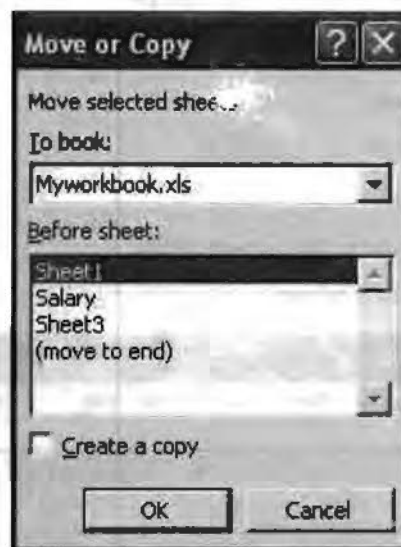 Move or Copy
Move selected
To book:
Myworkbook.xls
Before sheet:
Sheet1
Salary
Sheet3
(move to end)
Create a copy
OK
Cancel